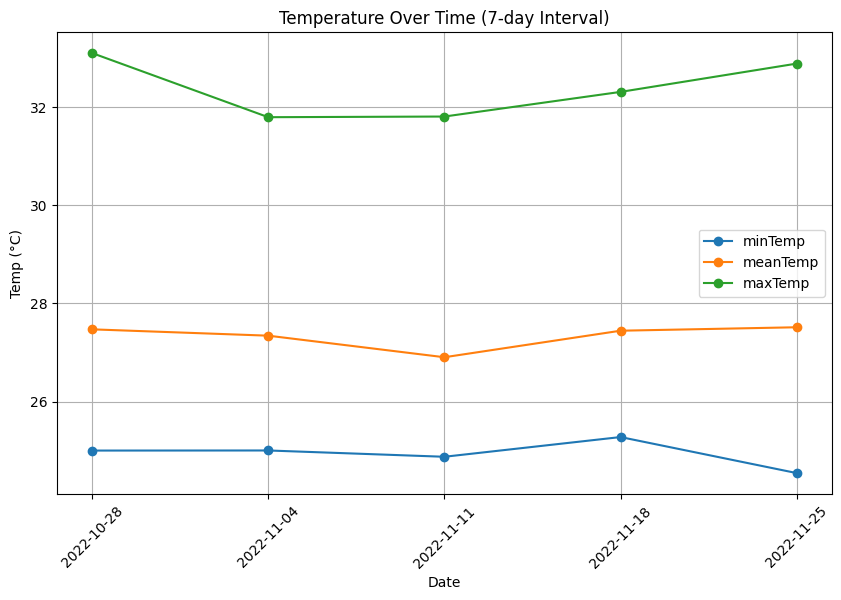 Temperature Over Time (7-day Interval)
Temp (°C)
32
30
28
26
minTemp
meanTemp
maxTemp
2022-10-28
2022-11-04
2022-11-11
2022-11-18
2022-11-25
Date